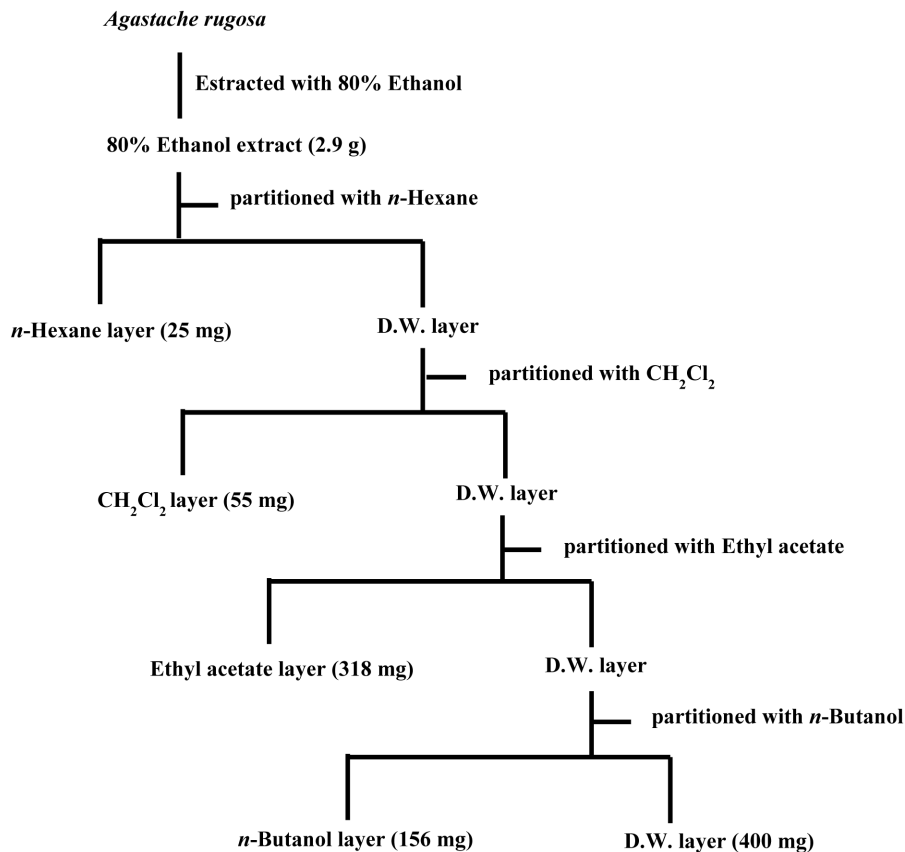 Agastache rugosa
Estracted with 80% Ethanol
80% Ethanol extract (2.9 g)
partitioned with n-Hexane
n-Hexane layer (25 mg)
D.W. layer
partitioned with CH₂Cl₂
CH₂Cl₂ layer (55 mg)
D.W. layer
partitioned with Ethyl acetate
Ethyl acetate layer (318 mg)
D.W. layer
partitioned with n-Butanol
n-Butanol layer (156 mg)
D.W. layer (400 mg)